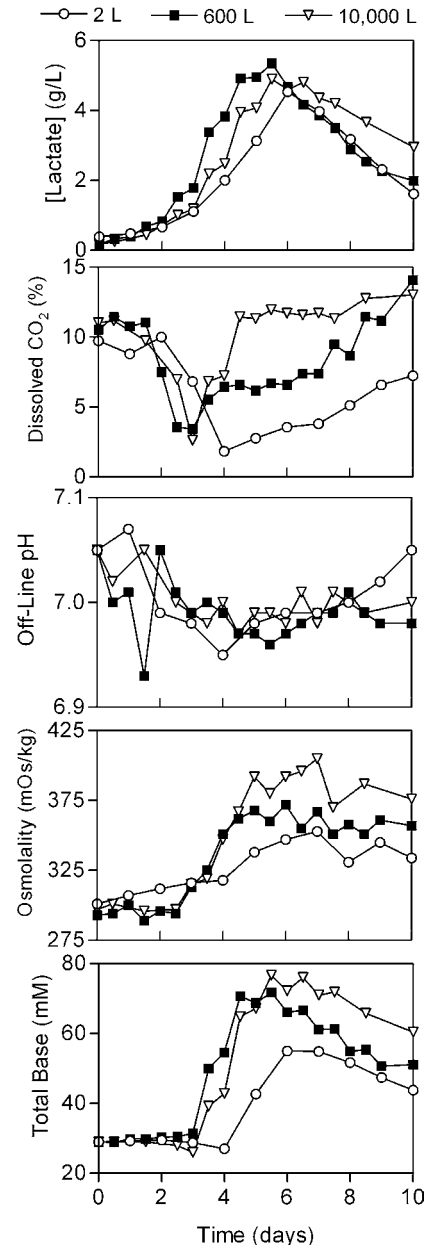 2 L 600 L 10,000 L
[Lactate] (g/L)
6
4
2
0
Dissolved CO₂ (%)
15
10
5
0
Off-Line pH
7.1
7.0
6.9
Osmolality (mOs/kg)
425
375
325
275
Total Base (mM)
80
60
40
20
0 2 4 6 8 10
Time (days)